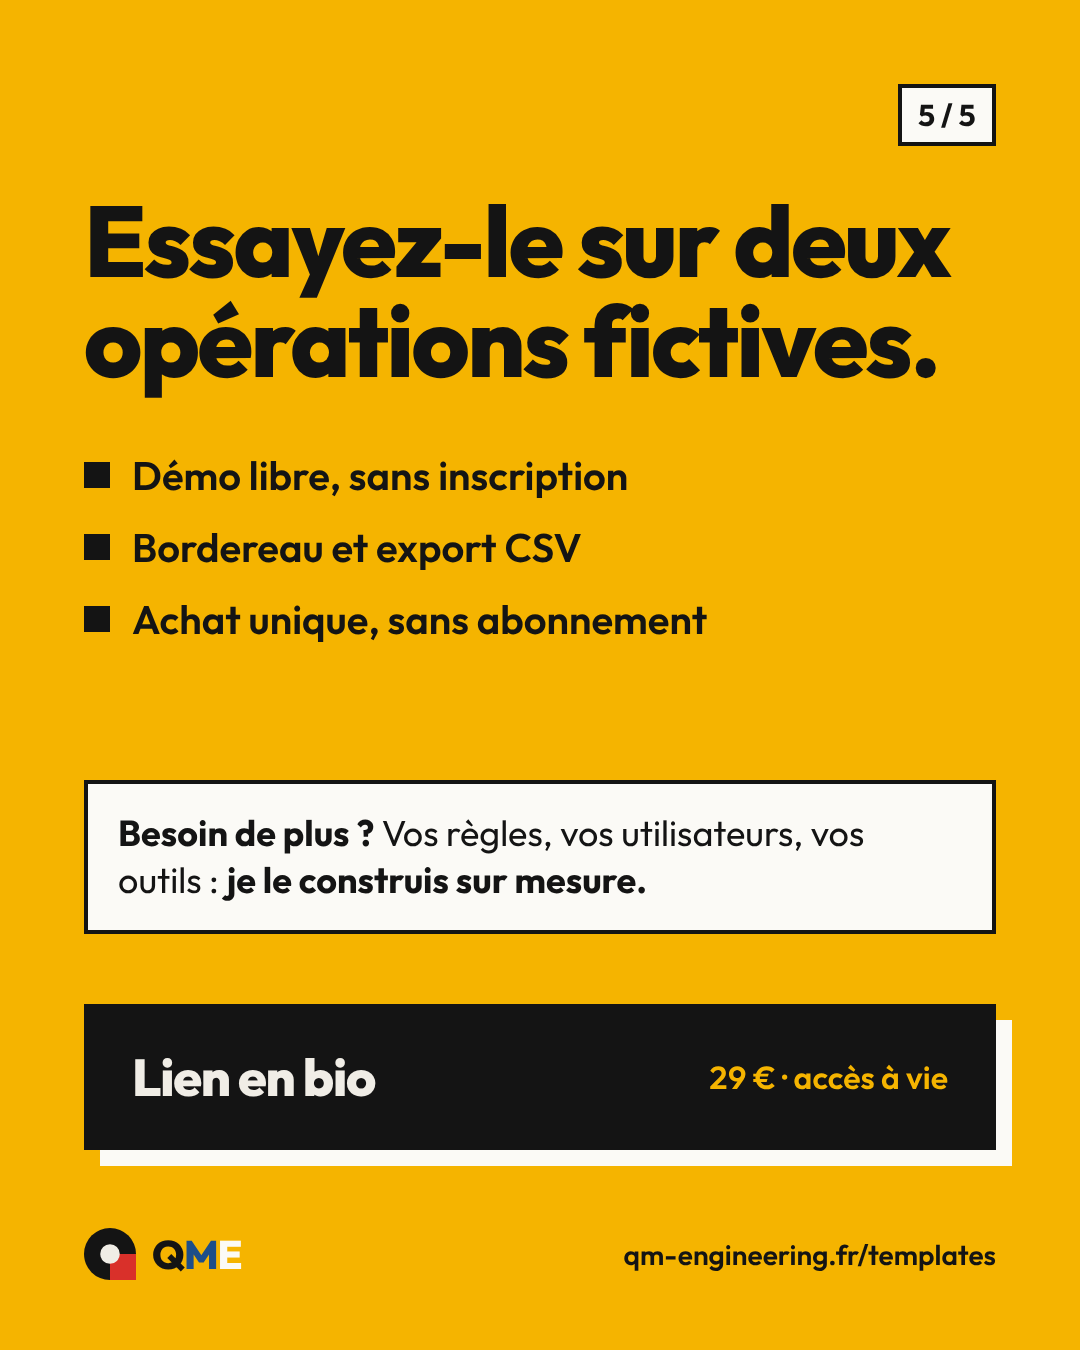 5 / 5
Essayez-le sur deux
opérations fictives.
Démo libre, sans inscription
Bordereau et export CSV
Achat unique, sans abonnement
Besoin de plus ? Vos règles, vos utilisateurs, vos
outils : je le construis sur mesure.
Lien en bio
29 € · accès à vie
QME
qm-engineering.fr/templates